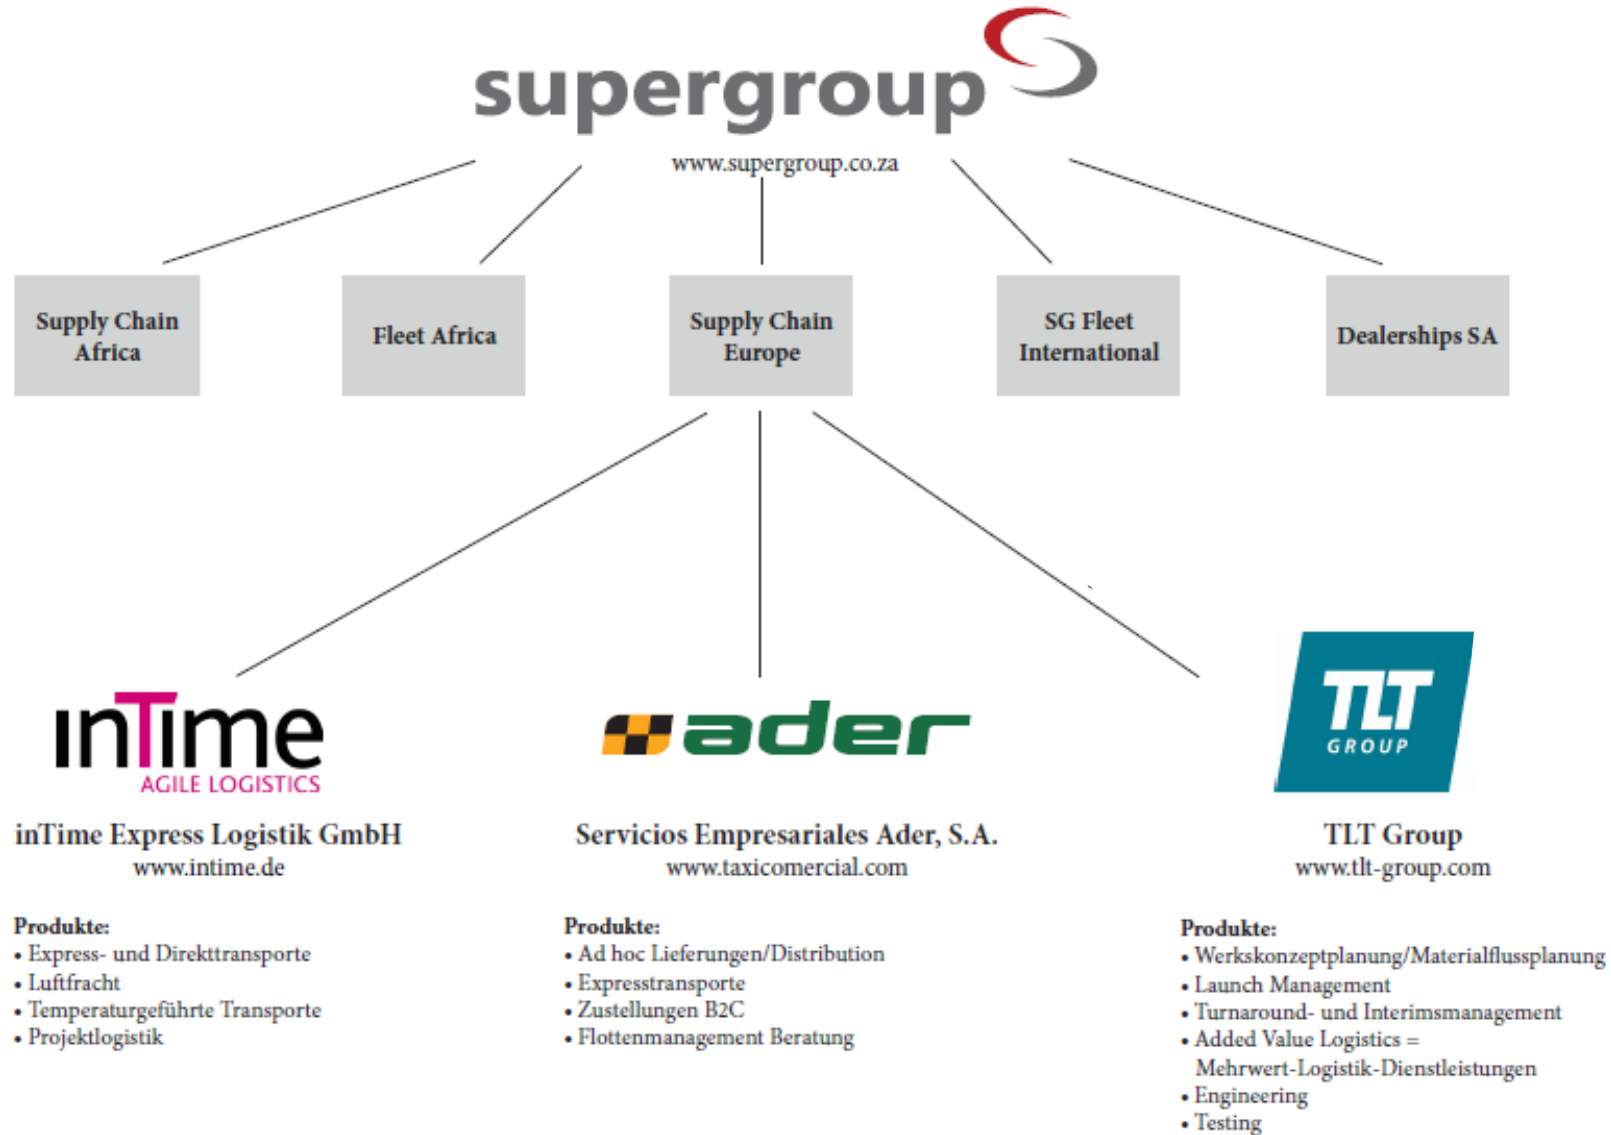 supergroup
www.supergroup.co.za
Supply Chain
Africa
Fleet Africa
Supply Chain
Europe
SG Fleet
International
Dealerships SA
inTime
AGILE LOGISTICS
inTime Express Logistik GmbH
www.intime.de
Produkte:
• Express- und Direkttransporte
• Luftfracht
• Temperaturgeführte Transporte
• Projektlogistik
ader
Servicios Empresariales Ader, S.A.
www.taxicomercial.com
Produkte:
• Ad hoc Lieferungen/Distribution
• Expresstransporte
• Zustellungen B2C
• Flottenmanagement Beratung
TLT
GROUP
TLT Group
www.tlt-group.com
Produkte:
• Werkskonzeptplanung/Materialflussplanung
• Launch Management
• Turnaround- und Interimsmanagement
• Added Value Logistics =
Mehrwert-Logistik-Dienstleistungen
• Engineering
• Testing